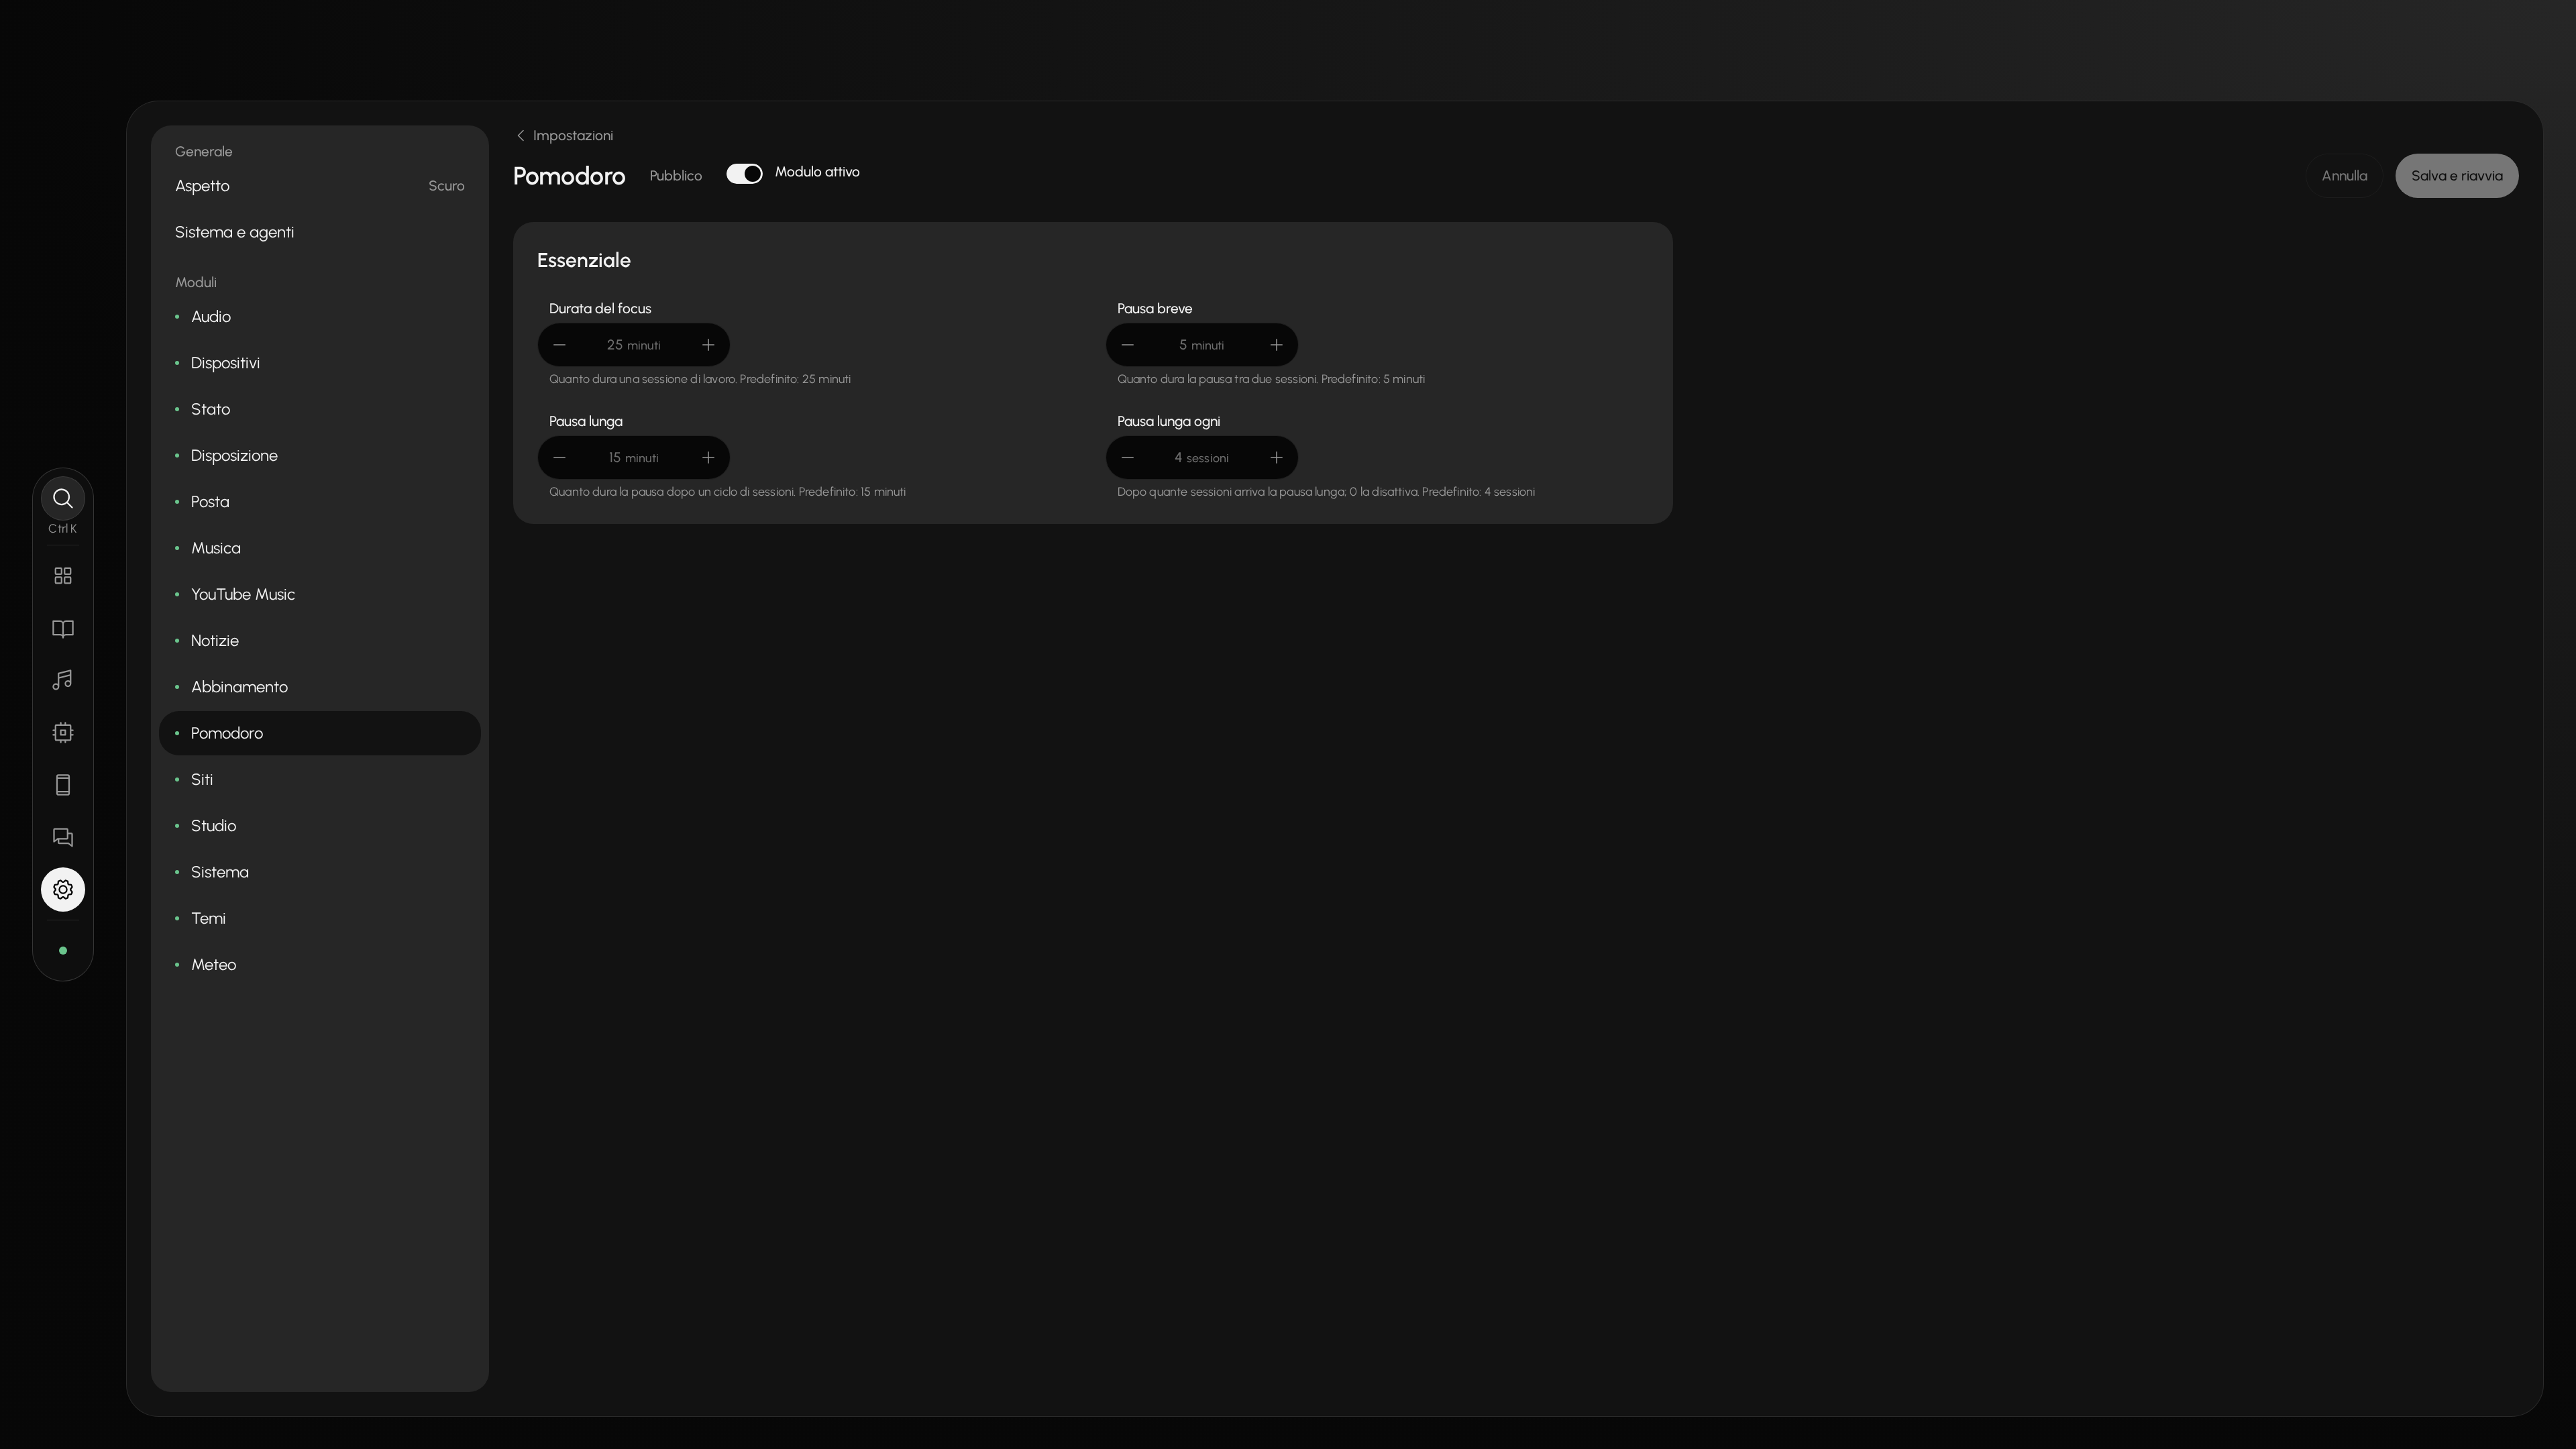 Ctrl K
Generale
Aspetto Scuro
Sistema e agenti
Moduli
Audio
Dispositivi
Stato
Disposizione
Posta
Musica
YouTube Music
Notizie
Abbinamento
Pomodoro
Siti
Studio
Sistema
Temi
Meteo
Impostazioni
Pomodoro Pubblico Modulo attivo Annulla Salva e riavvia
Essenziale
Durata del focus
25 minuti
Quanto dura una sessione di lavoro. Predefinito: 25 minuti
Pausa breve
5 minuti
Quanto dura la pausa tra due sessioni. Predefinito: 5 minuti
Pausa lunga
15 minuti
Quanto dura la pausa dopo un ciclo di sessioni. Predefinito: 15 minuti
Pausa lunga ogni
4 sessioni
Dopo quante sessioni arriva la pausa lunga; 0 la disattiva. Predefinito: 4 sessioni